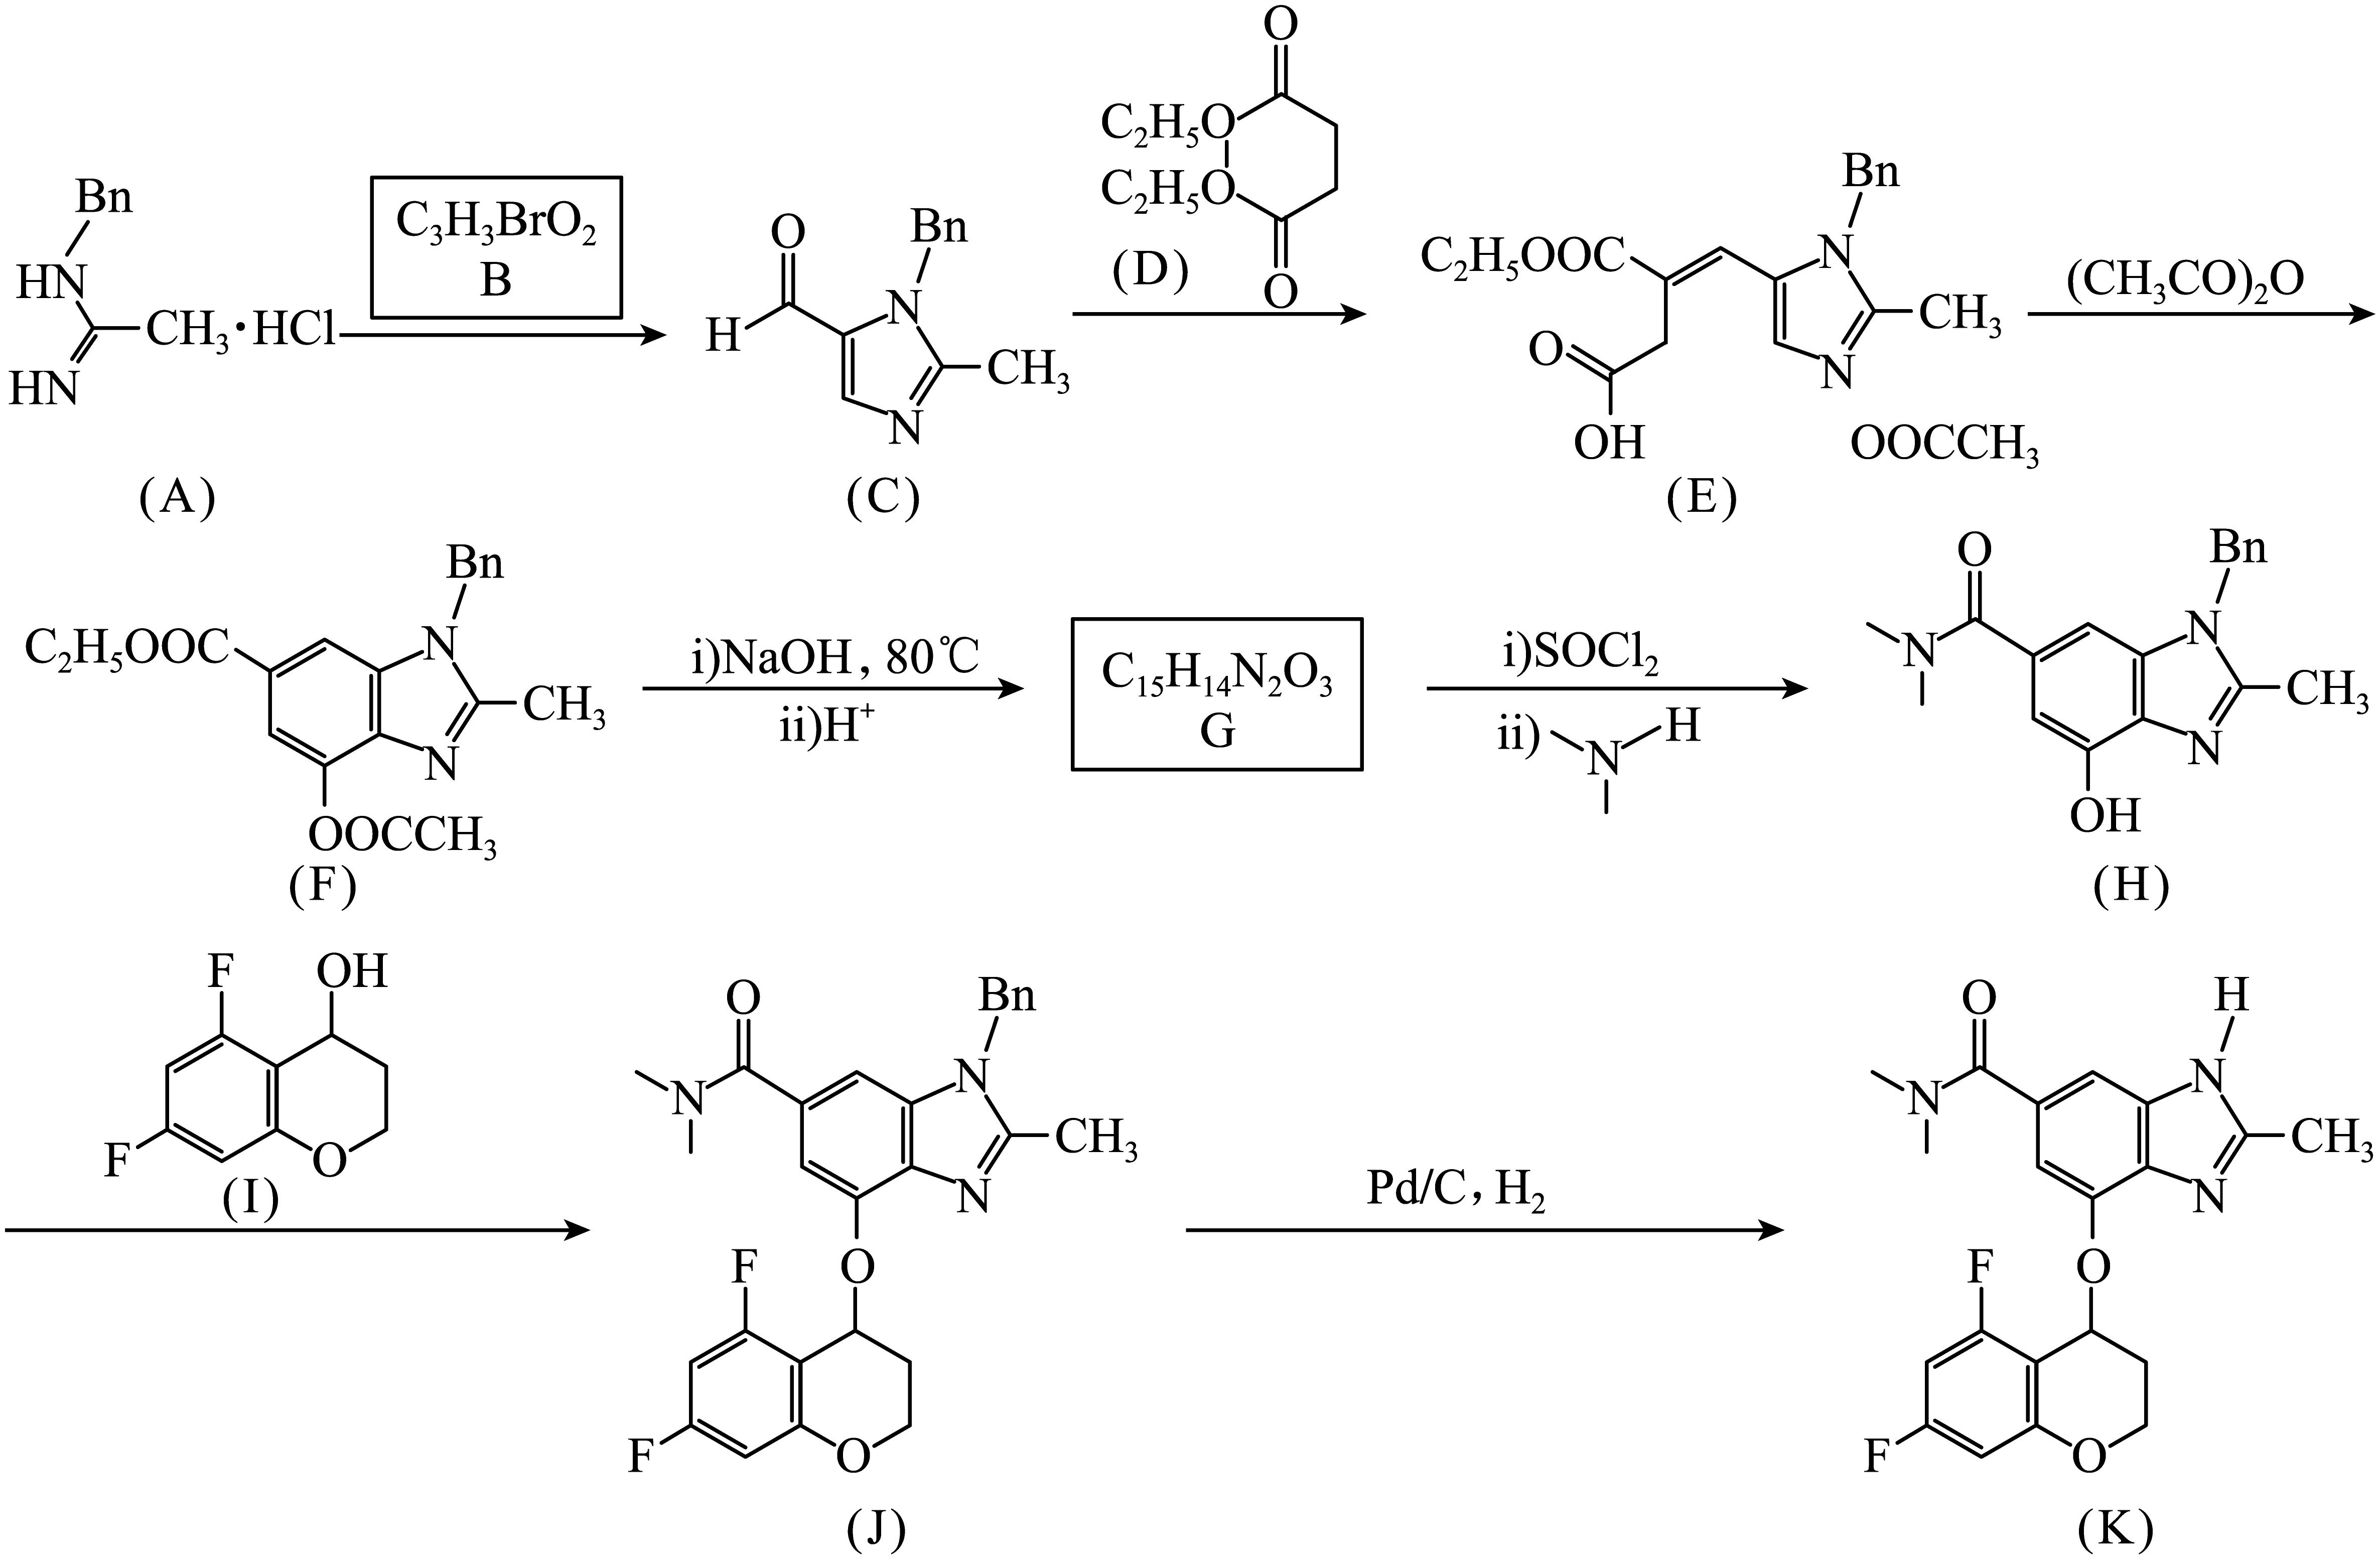 Bn
HN
CH₃·HCl
HN
(A)
C₃H₃BrO₂
B
O
H
Bn
N
CH₃
N
(C)
O
C₂H₅O
C₂H₅O
(D)
O
C₂H₅OOC
Bn
N
CH₃
N
O
OH
OOCCH₃
(E)
(CH₃CO)₂O
Bn
C₂H₅OOC
N
CH₃
N
OOCCH₃
(F)
i)NaOH, 80℃
ii)H⁺
C₁₅H₁₄N₂O₃
G
i)SOCl₂
ii)
N
H
O
Bn
N
N
CH₃
N
OH
(H)
F
OH
F
O
(I)
O
Bn
N
N
CH₃
N
O
F
F
O
(J)
Pd/C, H₂
O
H
N
N
CH₃
N
O
F
F
O
(K)